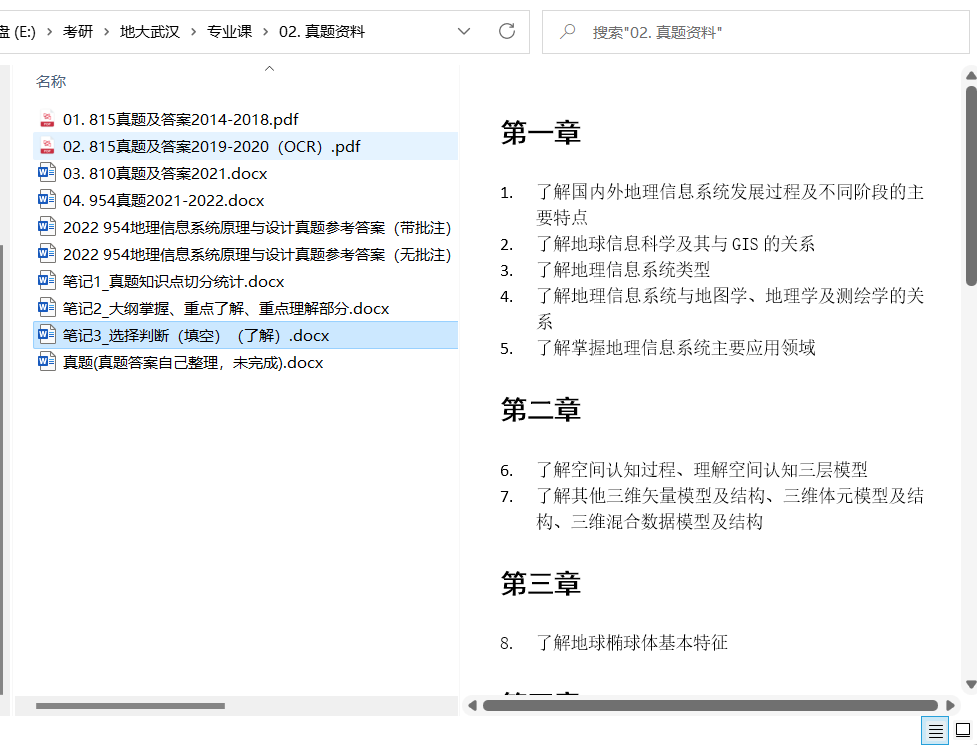 盘 (E:) › 考研 › 地大武汉 › 专业课 › 02. 真题资料
搜索"02. 真题资料"
名称
01. 815真题及答案2014-2018.pdf
02. 815真题及答案2019-2020（OCR）.pdf
03. 810真题及答案2021.docx
04. 954真题2021-2022.docx
2022 954地理信息系统原理与设计真题参考答案（带批注）
2022 954地理信息系统原理与设计真题参考答案（无批注）
笔记1_真题知识点切分统计.docx
笔记2_大纲掌握、重点了解、重点理解部分.docx
笔记3_选择判断（填空）（了解）.docx
真题(真题答案自己整理，未完成).docx
第一章
1. 了解国内外地理信息系统发展过程及不同阶段的主
要特点
2. 了解地球信息科学及其与 GIS 的关系
3. 了解地理信息系统类型
4. 了解地理信息系统与地图学、地理学及测绘学的关
系
5. 了解掌握地理信息系统主要应用领域
第二章
6. 了解空间认知过程、理解空间认知三层模型
7. 了解其他三维矢量模型及结构、三维体元模型及结
构、三维混合数据模型及结构
第三章
8. 了解地球椭球体基本特征